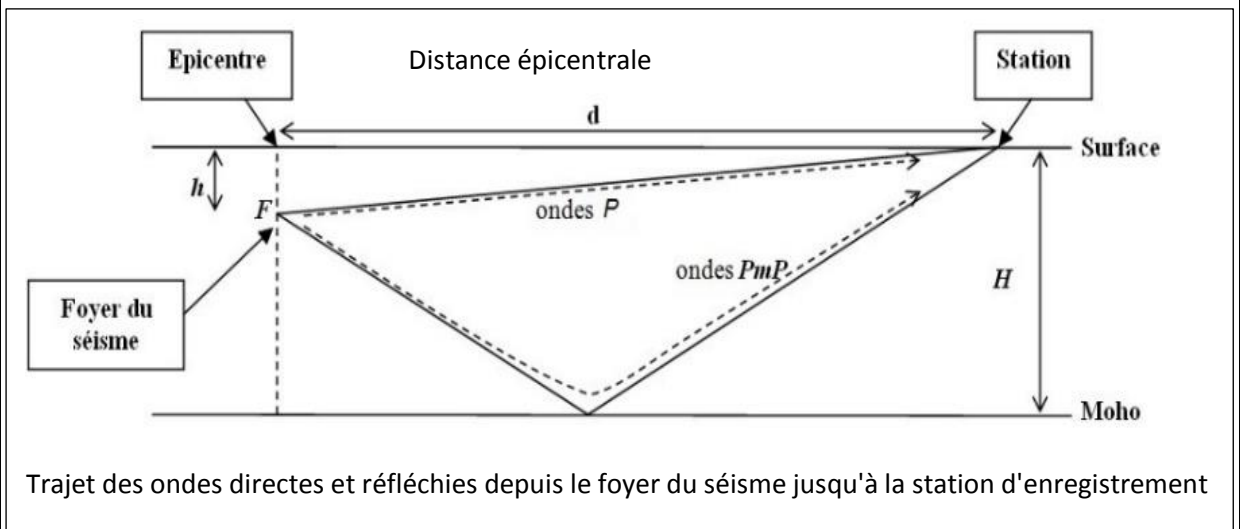 Epicentre
Distance épicentrale
Station
d
Surface
h
F
ondes P
ondes PmP
H
Foyer du
séisme
Moho
Trajet des ondes directes et réfléchies depuis le foyer du séisme jusqu'à la station d'enregistrement